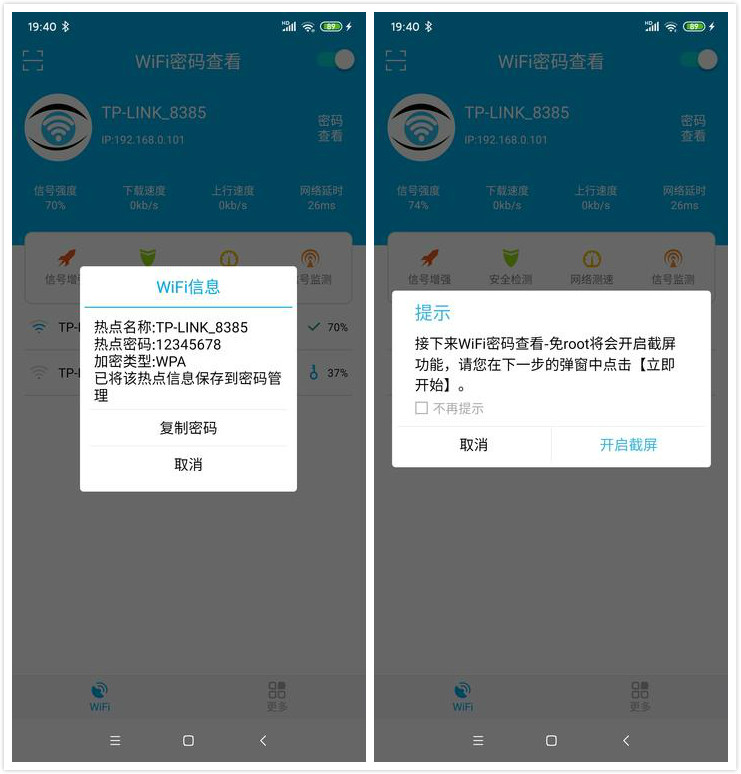 19:40
HD
89
WiFi密码查看
TP-LINK_8385
IP:192.168.0.101
密码
查看
信号强度
下载速度
上行速度
网络延时
70%
0kb/s
0kb/s
26ms
信号增
号监测
TP-
70%
TP-
37%
WiFi信息
热点名称:TP-LINK_8385
热点密码:12345678
加密类型:WPA
已将该热点信息保存到密码管
理
复制密码
取消
WiFi
更多
19:40
HD
89
WiFi密码查看
TP-LINK_8385
IP:192.168.0.101
密码
查看
信号强度
下载速度
上行速度
网络延时
74%
0kb/s
0kb/s
26ms
信号增强
安全检测
网络测速
信号监测
提示
接下来WiFi密码查看-免root将会开启截屏
功能，请您在下一步的弹窗中点击【立即
开始】。
不再提示
取消
开启截屏
WiFi
更多